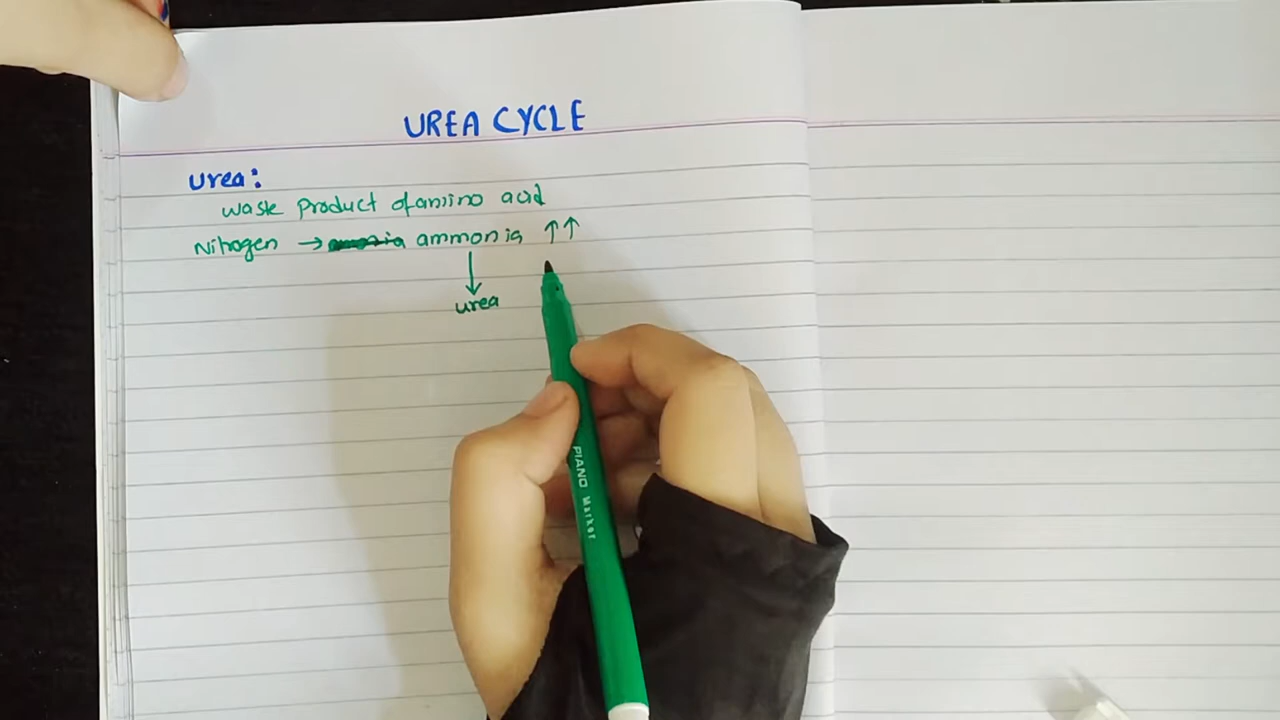 UREA CYCLE
urea:
waste product of amino acid
Nitrogen → ammonia ↑↑
↓
urea
PIANO Marker